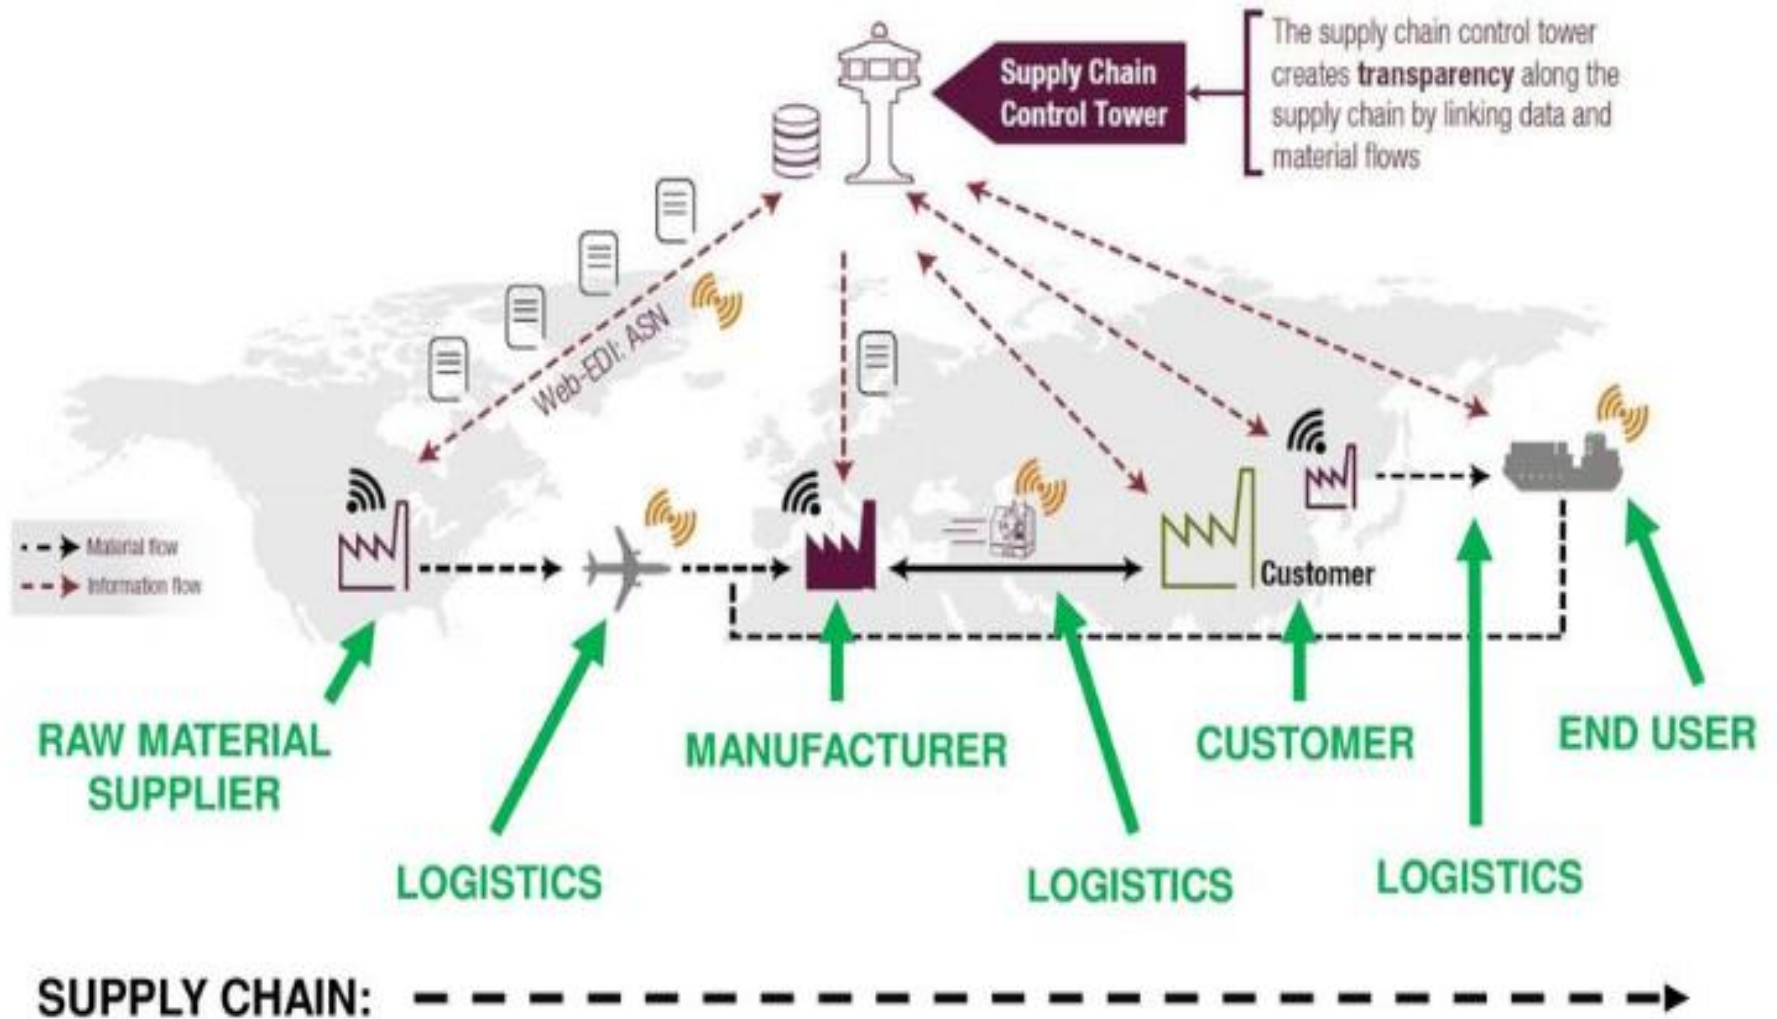 Supply Chain
Control Tower
The supply chain control tower
creates transparency along the
supply chain by linking data and
material flows
Web-EDI: ASN
Material flow
Information flow
Customer
RAW MATERIAL
SUPPLIER
LOGISTICS
MANUFACTURER
LOGISTICS
CUSTOMER
LOGISTICS
END USER
SUPPLY CHAIN: